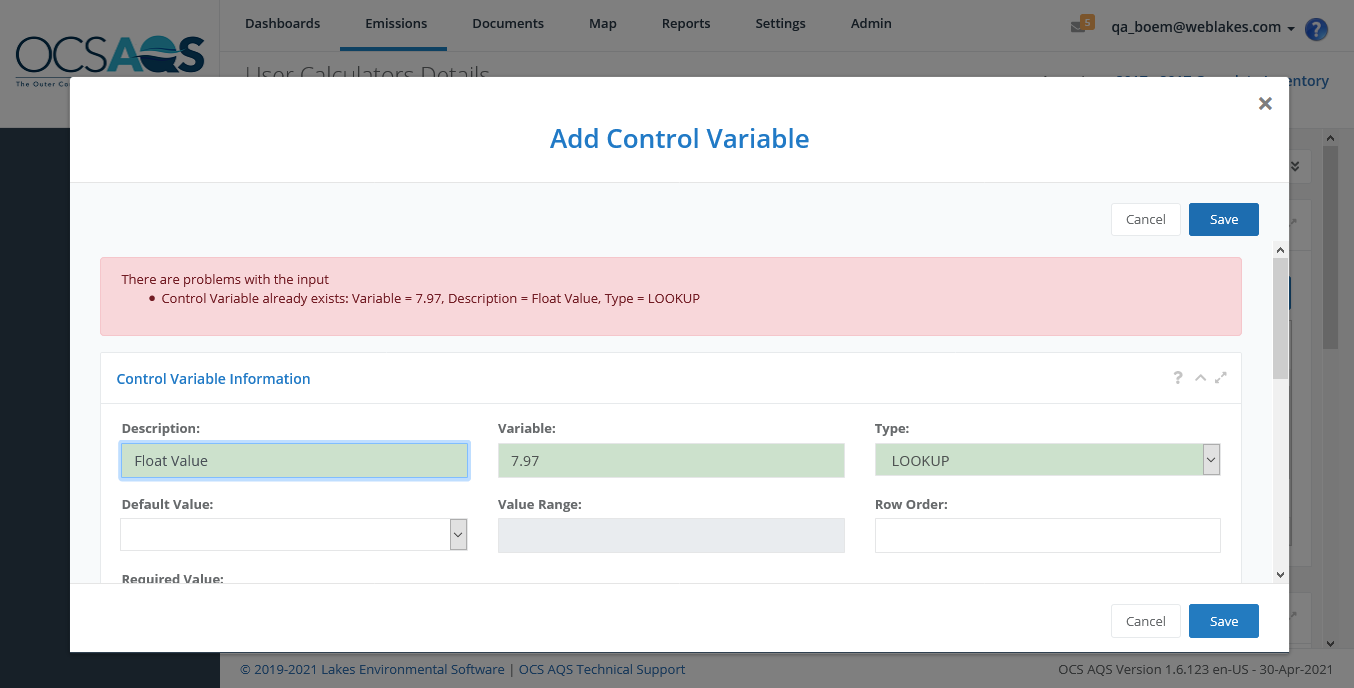 Dashboards Emissions Documents Map Reports Settings Admin
5
qa_boem@weblakes.com
?
OCSAQS
The Outer Co
User Calculators Details
entory
Add Control Variable
Cancel Save
There are problems with the input
Control Variable already exists: Variable = 7.97, Description = Float Value, Type = LOOKUP
Control Variable Information
?
Description: Variable: Type:
Float Value 7.97 LOOKUP
Default Value: Value Range: Row Order:
Required Value:
Cancel Save
© 2019-2021 Lakes Environmental Software | OCS AQS Technical Support
OCS AQS Version 1.6.123 en-US - 30-Apr-2021